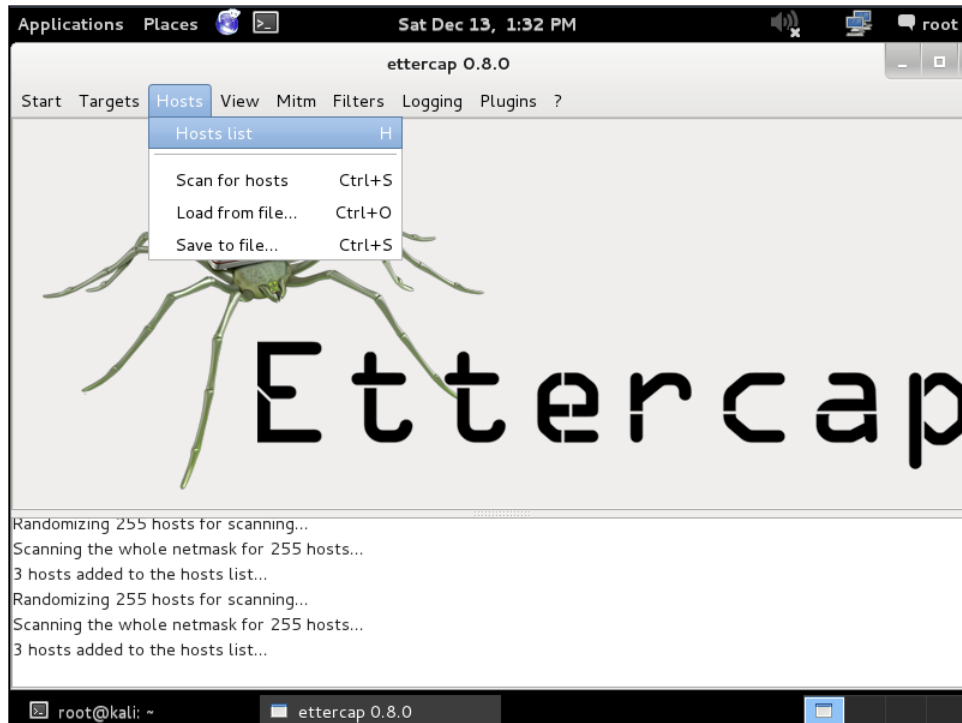 Applications Places Sat Dec 13, 1:32 PM root
ettercap 0.8.0
Start Targets Hosts View Mitm Filters Logging Plugins ?
Hosts list H
Scan for hosts Ctrl+S
Load from file... Ctrl+O
Save to file... Ctrl+S
Ettercap
Randomizing 255 hosts for scanning...
Scanning the whole netmask for 255 hosts...
3 hosts added to the hosts list...
Randomizing 255 hosts for scanning...
Scanning the whole netmask for 255 hosts...
3 hosts added to the hosts list...
root@kali: ~ ettercap 0.8.0